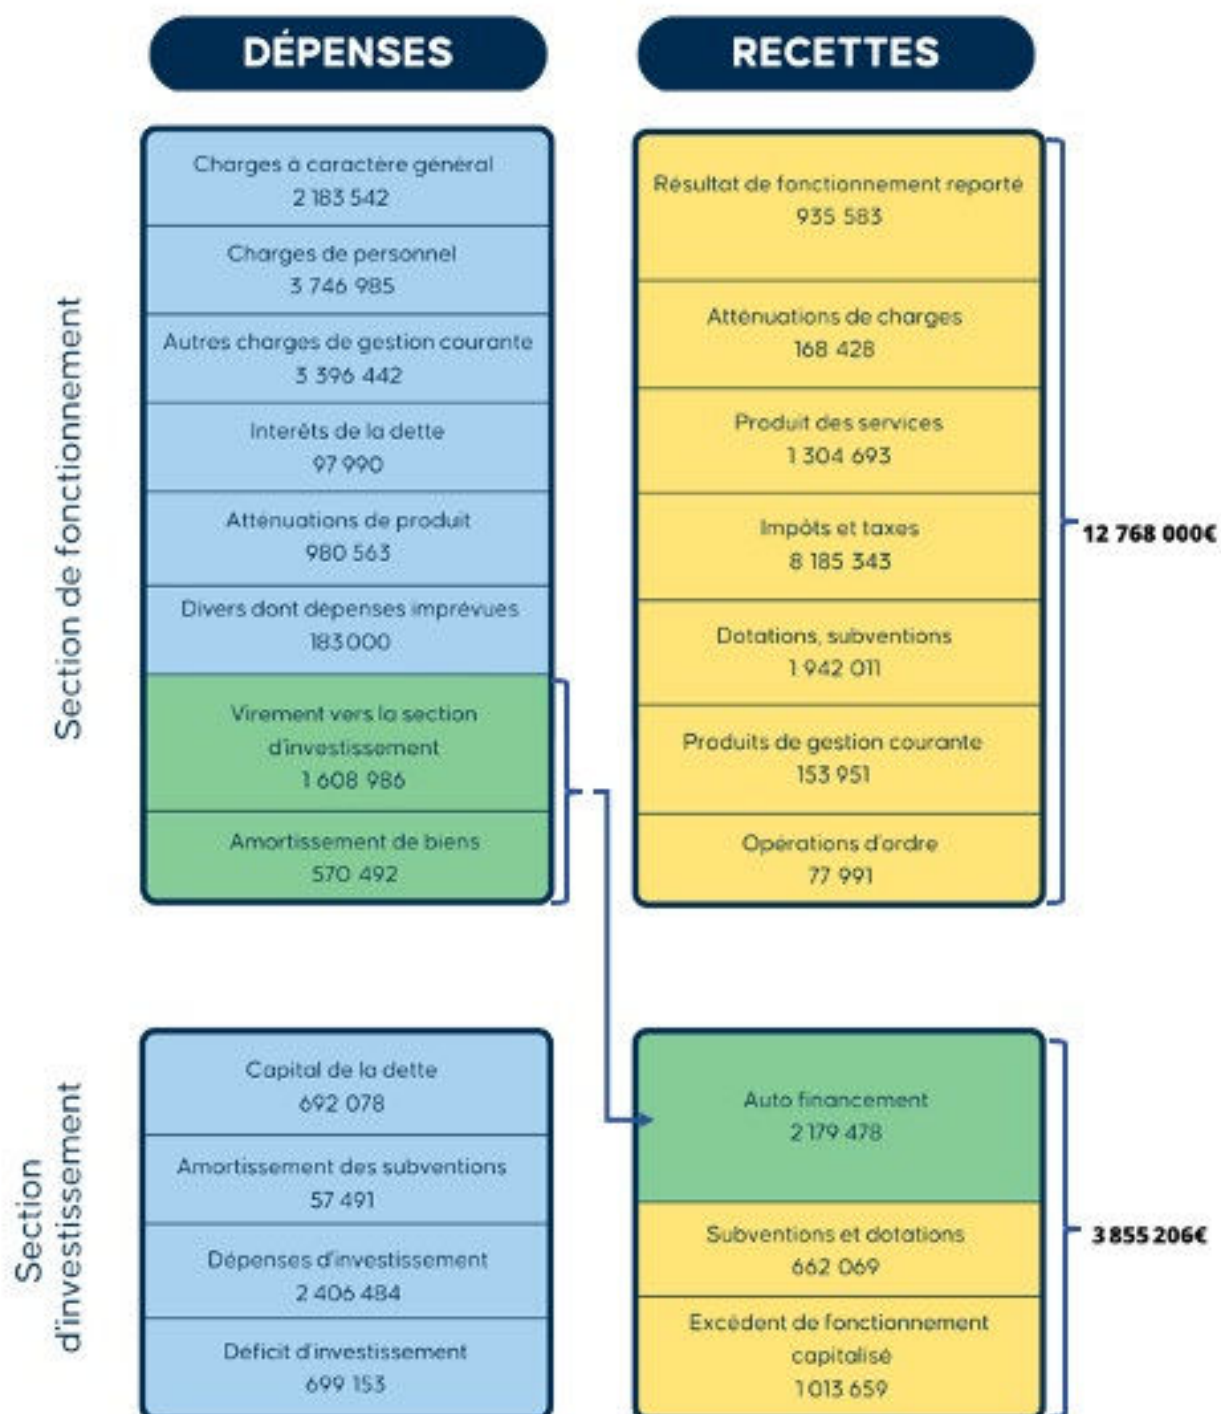 DÉPENSES
RECETTES
Section de fonctionnement
Charges à caractère général
2 183 542
Charges de personnel
3 746 985
Autres charges de gestion courante
3 396 442
Interêts de la dette
97 990
Atténuations de produit
980 563
Divers dont dépenses imprévues
183 000
Virement vers la section
d'investissement
1 608 986
Amortissement de biens
570 492
Résultat de fonctionnement reporté
935 583
Atténuations de charges
168 428
Produit des services
1 304 693
Impôts et taxes
8 185 343
Dotations, subventions
1 942 011
Produits de gestion courante
153 951
Opérations d'ordre
77 991
12 768 000€
Section
d'investissement
Capital de la dette
692 078
Amortissement des subventions
57 491
Dépenses d'investissement
2 406 484
Déficit d'investissement
699 153
Auto financement
2 179 478
Subventions et dotations
662 069
Excédent de fonctionnement
capitalisé
1 013 659
3 855 206€